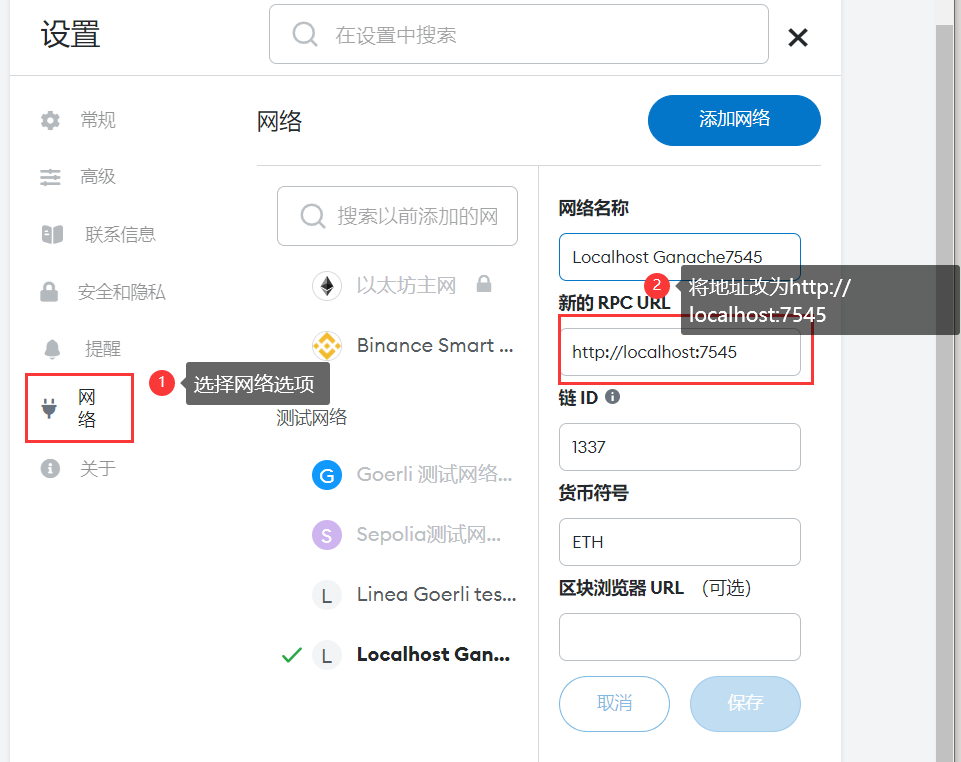 设置
在设置中搜索
常规
高级
联系信息
安全和隐私
提醒
网
络
关于
1
选择网络选项
网络
添加网络
搜索以前添加的网
以太坊主网
Binance Smart ...
测试网络
G
Goerli 测试网络...
S
Sepolia测试网...
L
Linea Goerli tes...
L
Localhost Gan...
网络名称
Localhost Ganache7545
2
将地址改为http://
localhost:7545
新的 RPC URL
http://localhost:7545
链 ID
1337
货币符号
ETH
区块浏览器 URL (可选)
取消
保存